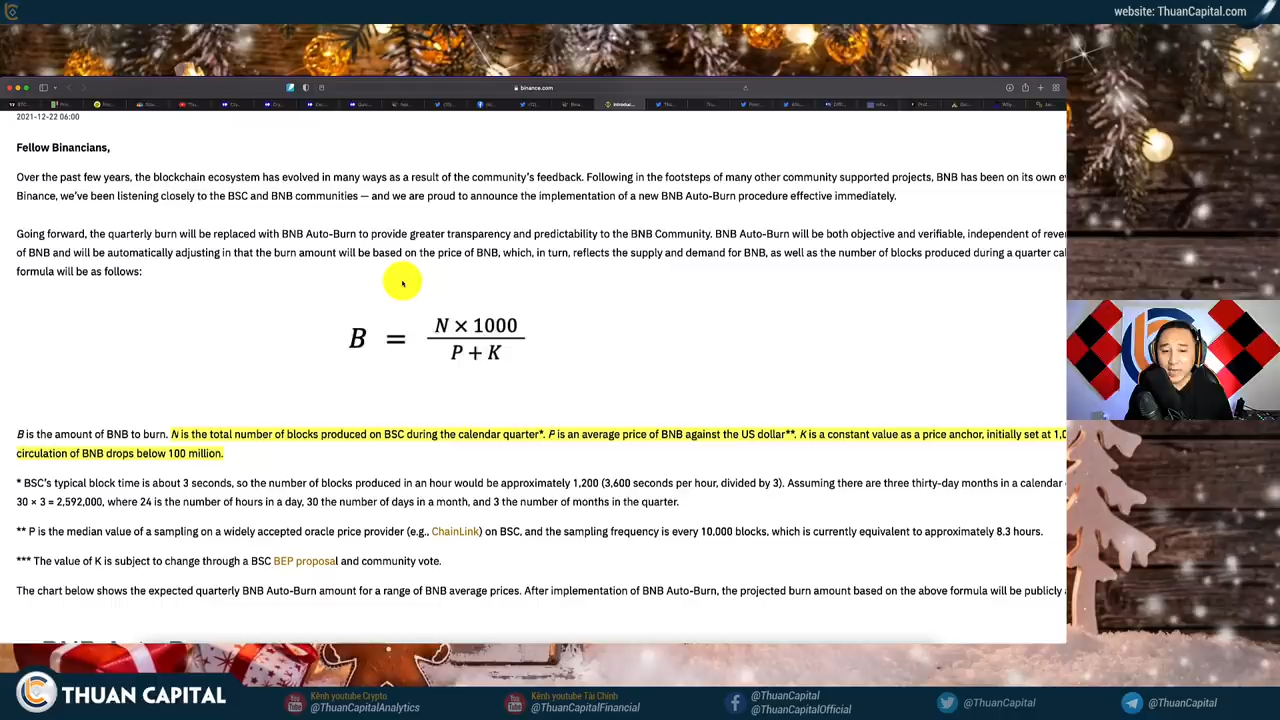 website: ThuanCapital.com
binance.com
2021-12-22 06:00
Fellow Binancians,
Over the past few years, the blockchain ecosystem has evolved in many ways as a result of the community's feedback. Following in the footsteps of many other community supported projects, BNB has been on its own e
Binance, we've been listening closely to the BSC and BNB communities — and we are proud to announce the implementation of a new BNB Auto-Burn procedure effective immediately.
Going forward, the quarterly burn will be replaced with BNB Auto-Burn to provide greater transparency and predictability to the BNB Community. BNB Auto-Burn will be both objective and verifiable, independent of rever
of BNB and will be automatically adjusting in that the burn amount will be based on the price of BNB, which, in turn, reflects the supply and demand for BNB, as well as the number of blocks produced during a quarter ca
formula will be as follows:
B = N × 1000
P + K
B is the amount of BNB to burn. N is the total number of blocks produced on BSC during the calendar quarter*. P is an average price of BNB against the US dollar**. K is a constant value as a price anchor, initially set at 1,0
circulation of BNB drops below 100 million.
* BSC's typical block time is about 3 seconds, so the number of blocks produced in an hour would be approximately 1,200 (3,600 seconds per hour, divided by 3). Assuming there are three thirty-day months in a calendar
30 × 3 = 2,592,000, where 24 is the number of hours in a day, 30 the number of days in a month, and 3 the number of months in the quarter.
** P is the median value of a sampling on a widely accepted oracle price provider (e.g., ChainLink) on BSC, and the sampling frequency is every 10,000 blocks, which is currently equivalent to approximately 8.3 hours.
*** The value of K is subject to change through a BSC BEP proposal and community vote.
The chart below shows the expected quarterly BNB Auto-Burn amount for a range of BNB average prices. After implementation of BNB Auto-Burn, the projected burn amount based on the above formula will be publicly
THUAN CAPITAL
Kênh youtube Crypto
@ThuanCapitalAnalytics
Kênh youtube Tài Chính
@ThuanCapitalFinancial
@ThuanCapital
@ThuanCapitalOfficial
@ThuanCapital
@ThuanCapital